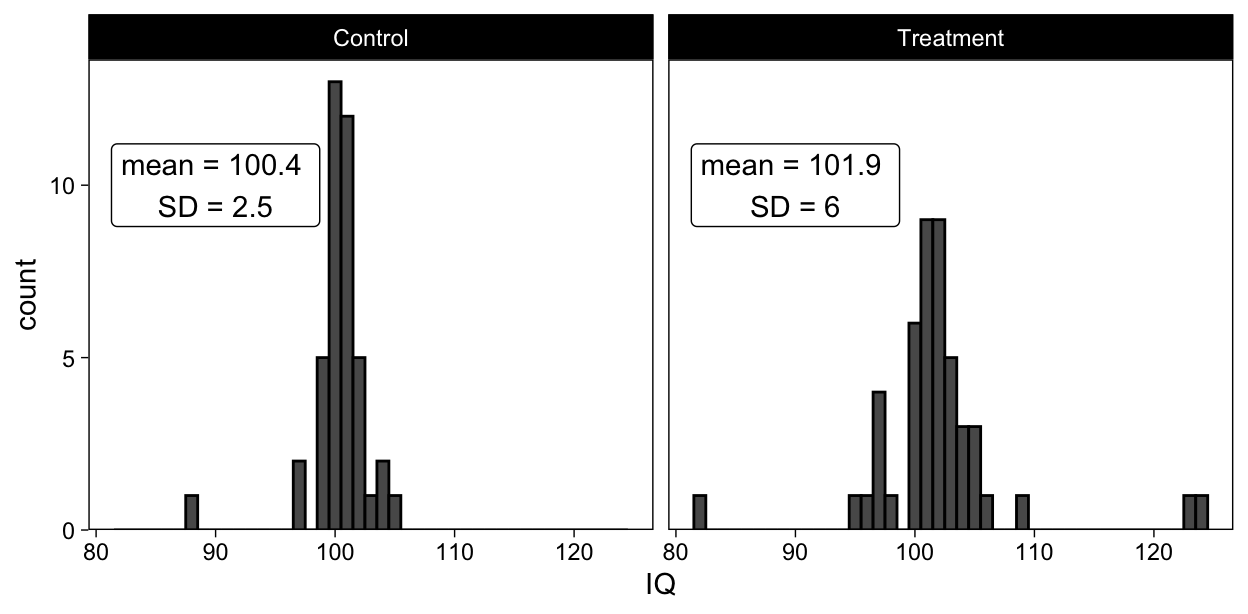 Control
Treatment
mean = 100.4
SD = 2.5
mean = 101.9
SD = 6
count
10
5
0
80 90 100 110 120
80 90 100 110 120
IQ